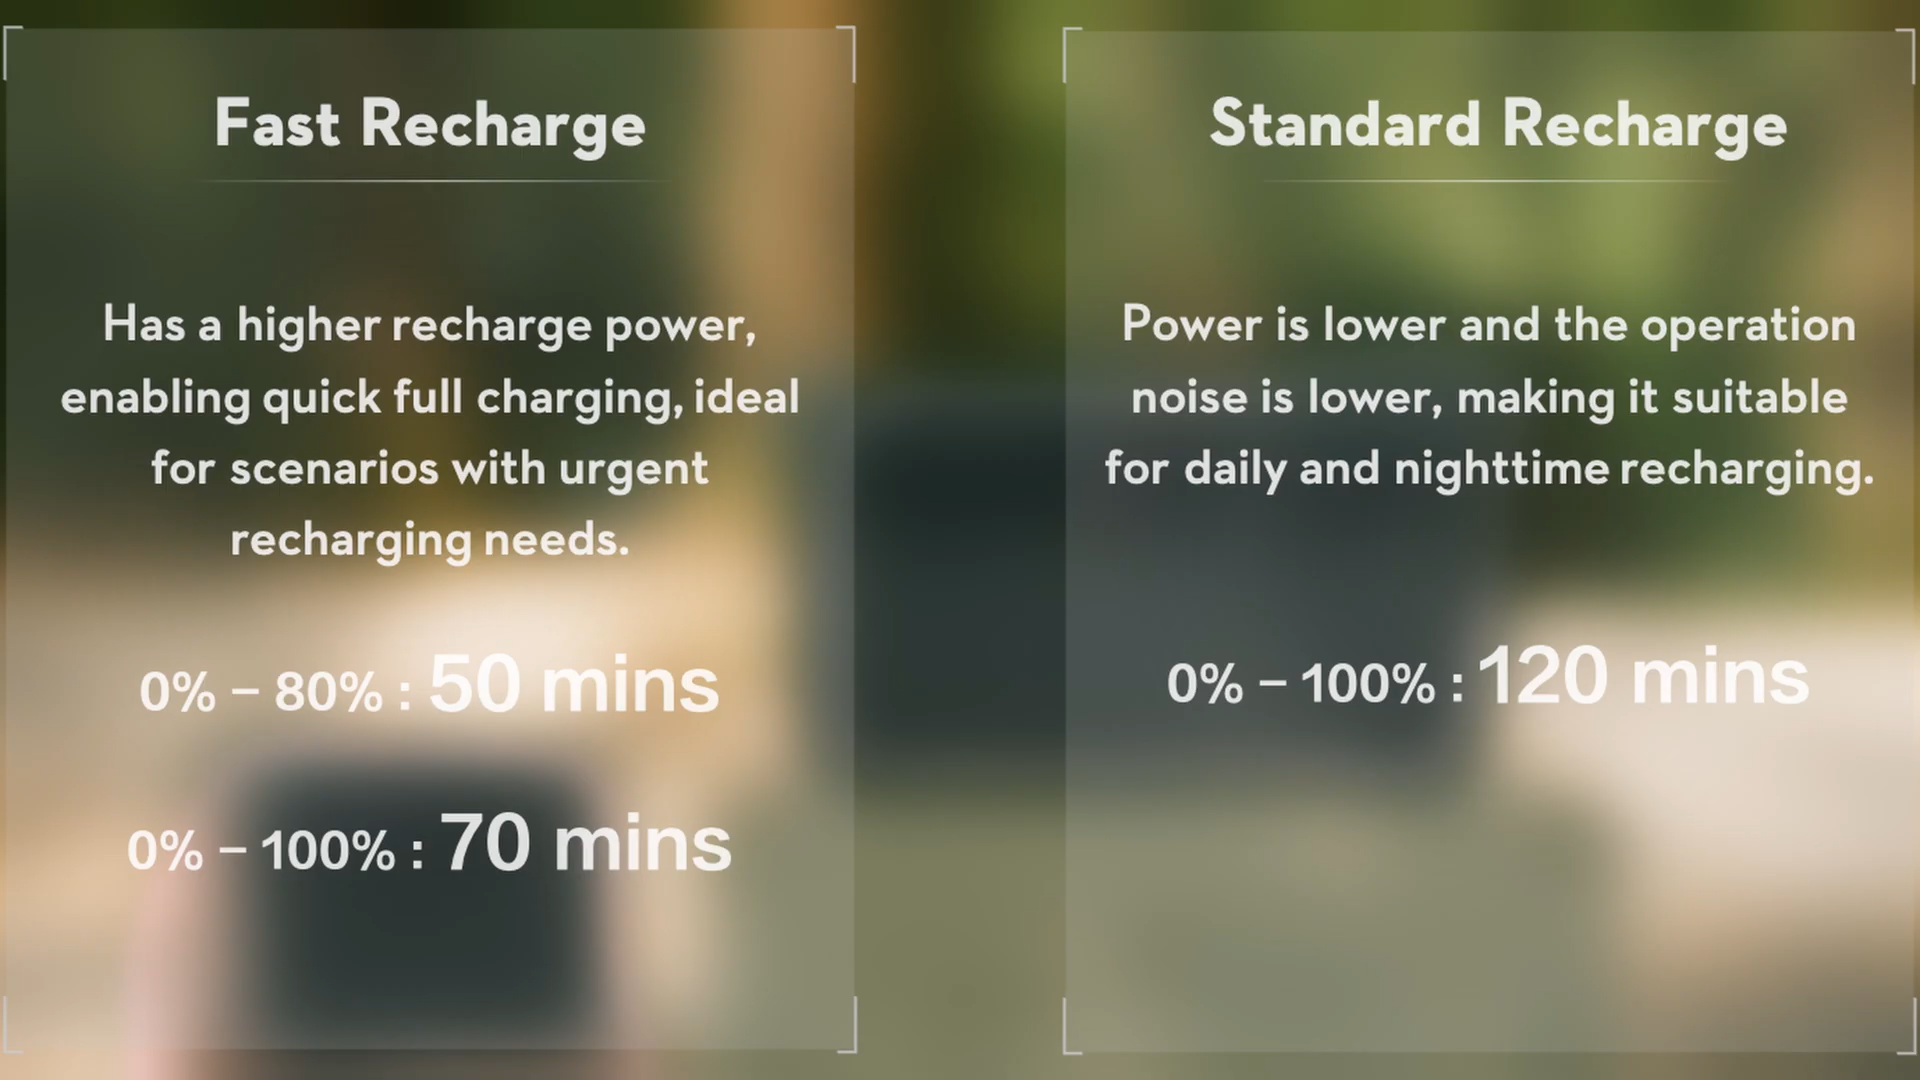 Fast Recharge
Has a higher recharge power,
enabling quick full charging, ideal
for scenarios with urgent
recharging needs.
0% – 80% : 50 mins
0% – 100% : 70 mins
Standard Recharge
Power is lower and the operation
noise is lower, making it suitable
for daily and nighttime recharging.
0% – 100% : 120 mins